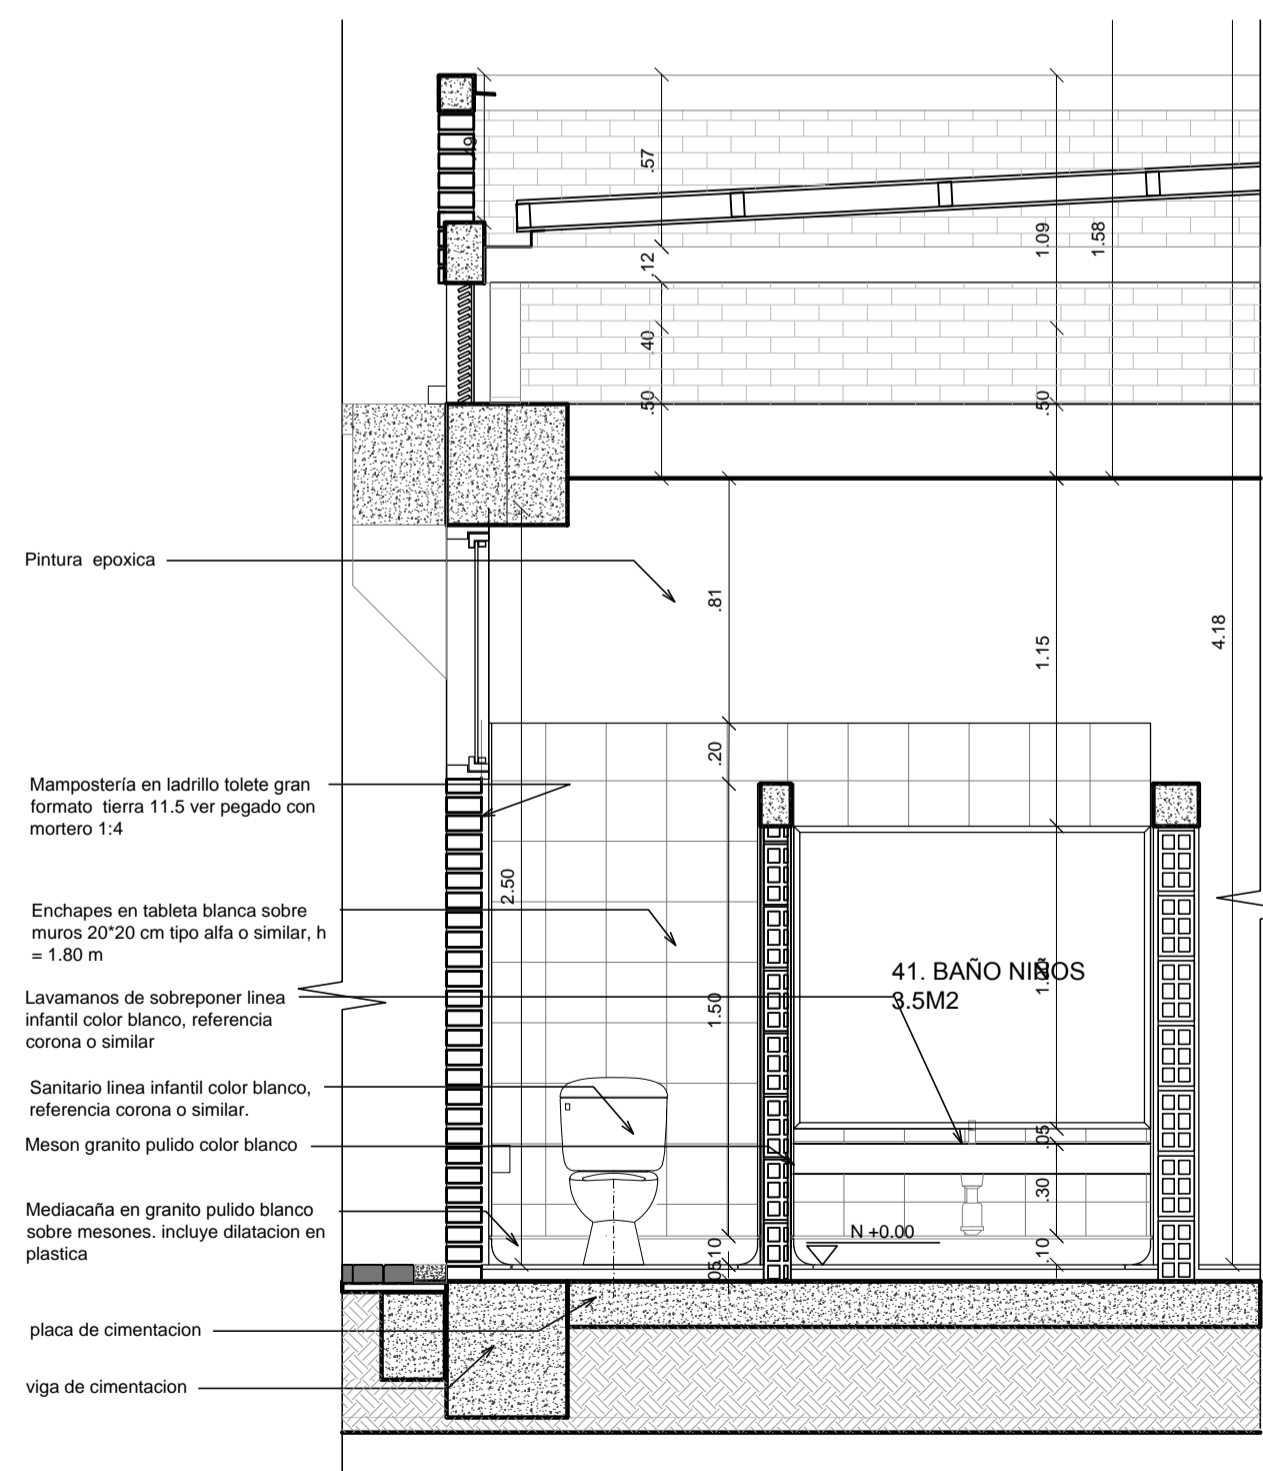 .57
.12
.40
.50
1.09
1.58
.50
Pintura epoxica
.81
1.15
4.18
.20
Mampostería en ladrillo tolete gran
formato tierra 11.5 ver pegado con
mortero 1:4
2.50
Enchapes en tableta blanca sobre
muros 20*20 cm tipo alfa o similar, h
= 1.80 m
41. BAÑO NIÑOS
3.5M2
1.50
Lavamanos de sobreponer linea
infantil color blanco, referencia
corona o similar
Sanitario linea infantil color blanco,
referencia corona o similar.
Meson granito pulido color blanco
.05
.30
Mediacaña en granito pulido blanco
sobre mesones. incluye dilatacion en
plastica
N +0.00
.10
.10
.05
placa de cimentacion
viga de cimentacion